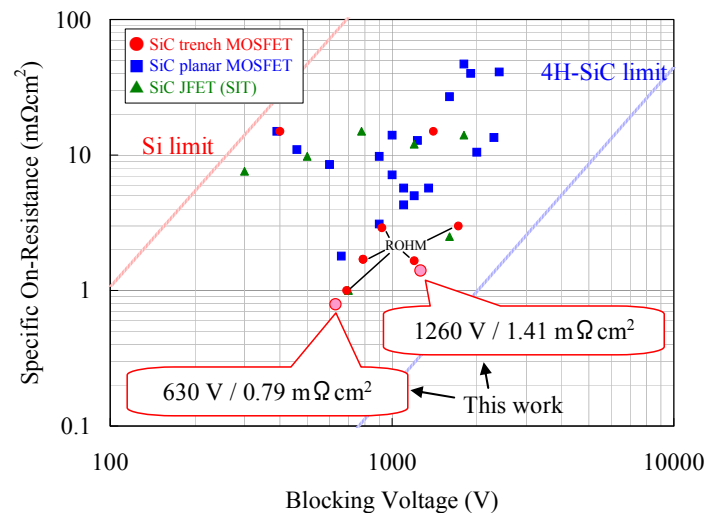 100
SiC trench MOSFET
SiC planar MOSFET
SiC JFET (SIT)
4H-SiC limit
Si limit
10
ROHM
1
1260 V / 1.41 mΩcm²
630 V / 0.79 mΩcm²
This work
0.1
100
1000
10000
Blocking Voltage (V)
Specific On-Resistance (mΩcm²)